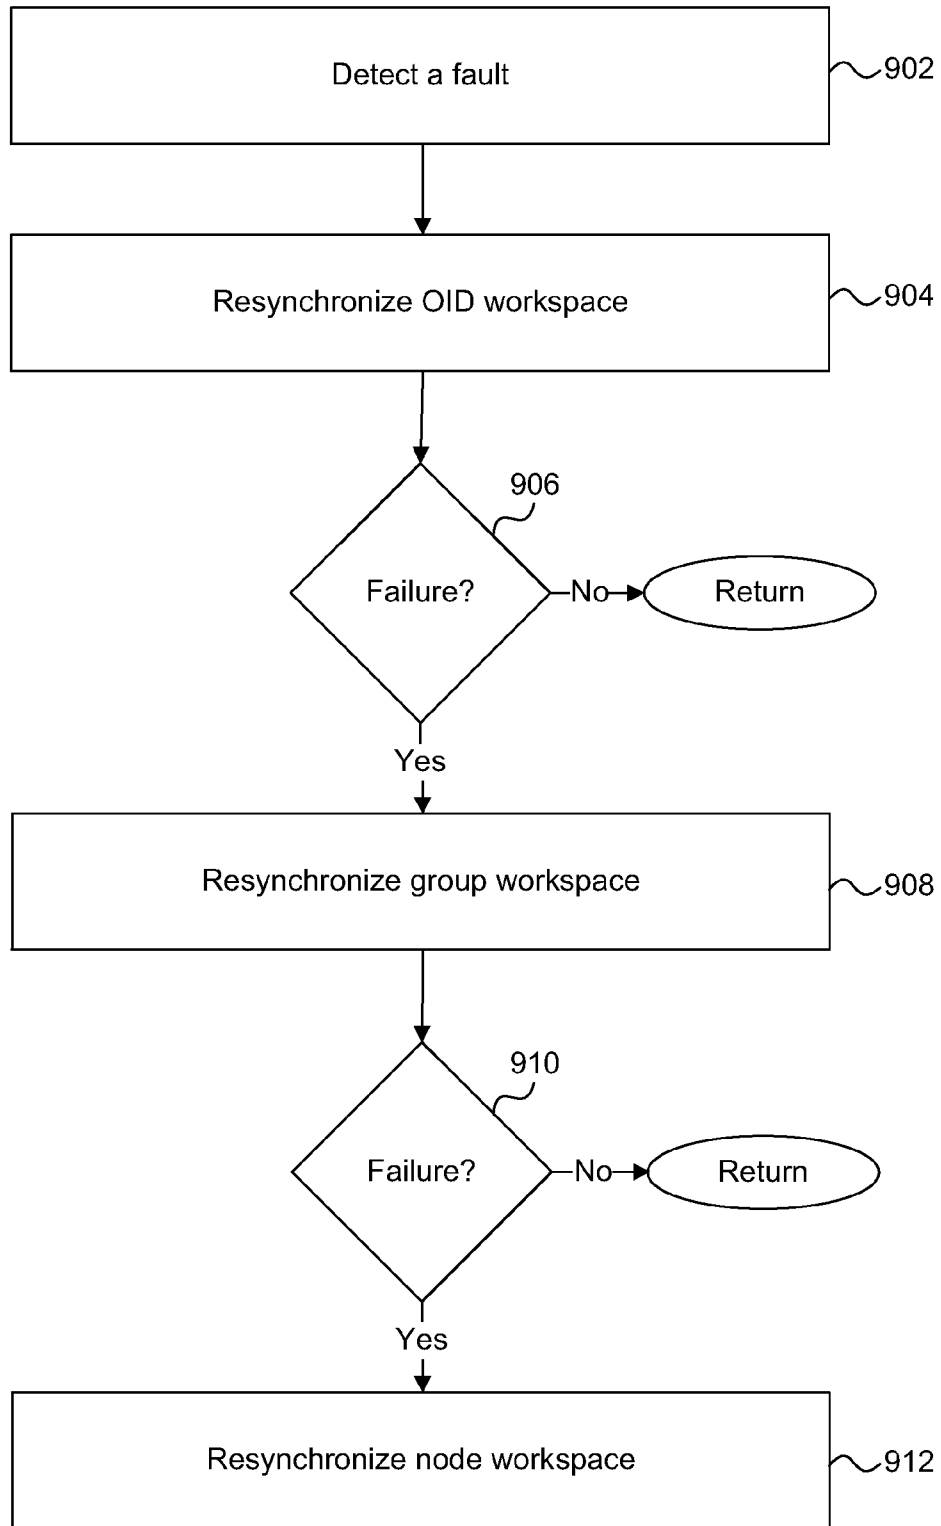 Detect a fault
902
Resynchronize OID workspace
904
906
Failure?
No
Return
Yes
Resynchronize group workspace
908
910
Failure?
No
Return
Yes
Resynchronize node workspace
912